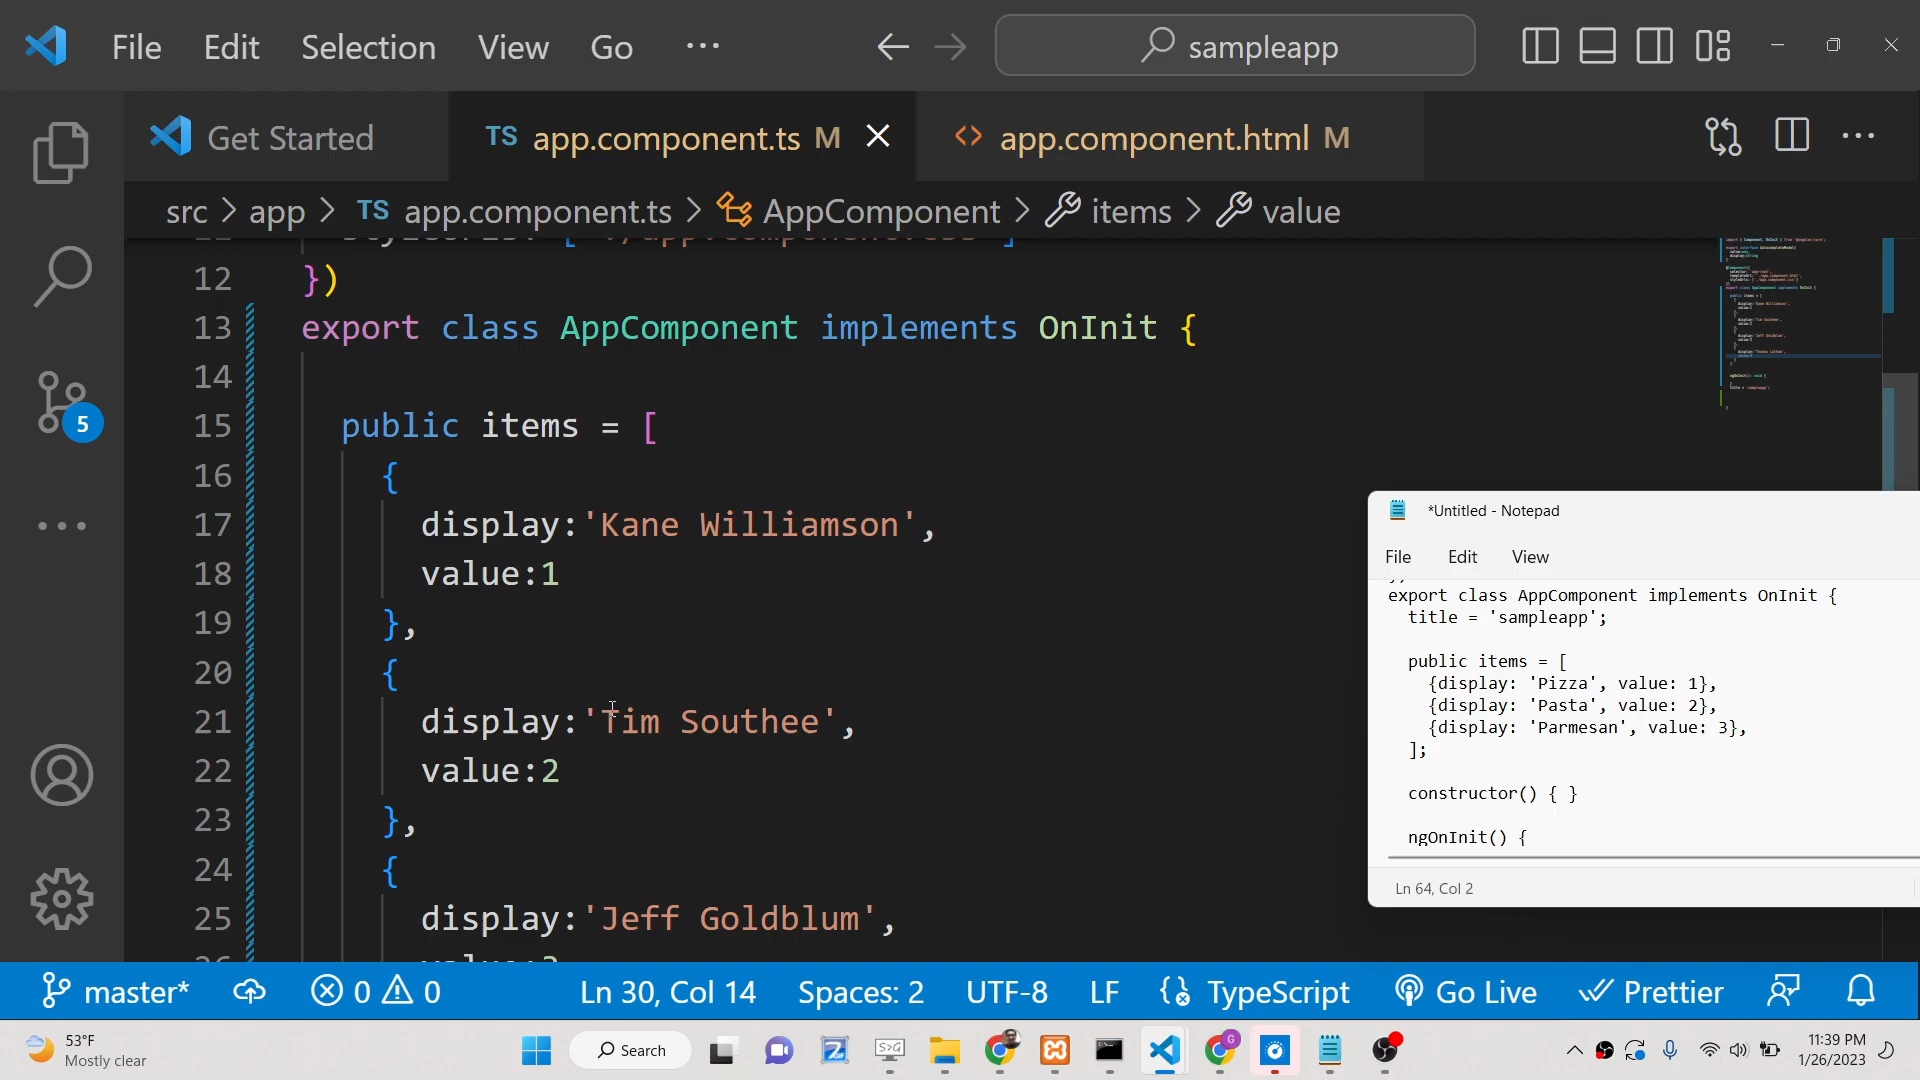 File Edit Selection View Go ··· sampleapp
Get Started TS app.component.ts M app.component.html M
src > app > TS app.component.ts > AppComponent > items > value
12 })
13 export class AppComponent implements OnInit {
14
15 public items = [
16 {
17 display:'Kane Williamson',
18 value:1
19 },
20 {
21 display:'Tim Southee',
22 value:2
23 },
24 {
25 display:'Jeff Goldblum',
5
*Untitled - Notepad
File Edit View
export class AppComponent implements OnInit {
title = 'sampleapp';
public items = [
{display: 'Pizza', value: 1},
{display: 'Pasta', value: 2},
{display: 'Parmesan', value: 3},
];
constructor() { }
ngOnInit() {
Ln 64, Col 2
master* 0 0 Ln 30, Col 14 Spaces: 2 UTF-8 LF TypeScript Go Live Prettier
53°F
Mostly clear
Search
11:39 PM
1/26/2023